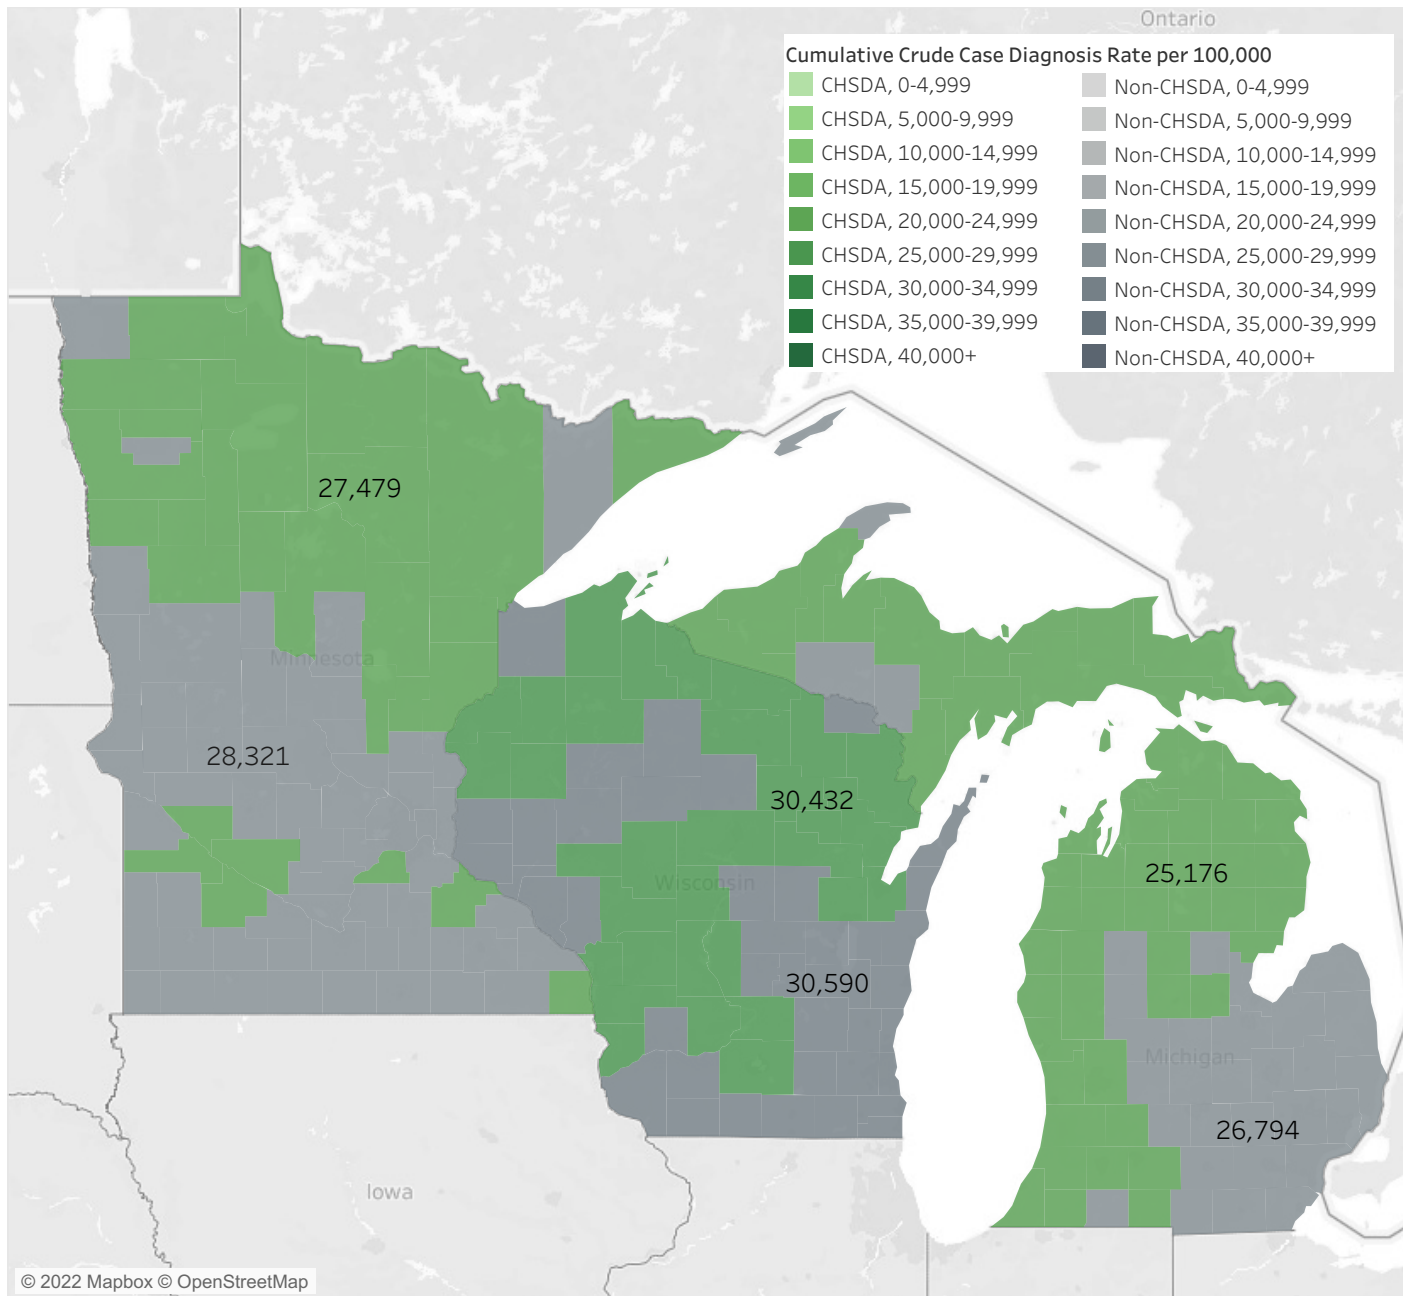 Ontario
Cumulative Crude Case Diagnosis Rate per 100,000
CHSDA, 0-4,999
CHSDA, 5,000-9,999
CHSDA, 10,000-14,999
CHSDA, 15,000-19,999
CHSDA, 20,000-24,999
CHSDA, 25,000-29,999
CHSDA, 30,000-34,999
CHSDA, 35,000-39,999
CHSDA, 40,000+
Non-CHSDA, 0-4,999
Non-CHSDA, 5,000-9,999
Non-CHSDA, 10,000-14,999
Non-CHSDA, 15,000-19,999
Non-CHSDA, 20,000-24,999
Non-CHSDA, 25,000-29,999
Non-CHSDA, 30,000-34,999
Non-CHSDA, 35,000-39,999
Non-CHSDA, 40,000+
27,479
Minnesota
28,321
30,432
25,176
Wisconsin
30,590
Michigan
26,794
Iowa
© 2022 Mapbox © OpenStreetMap